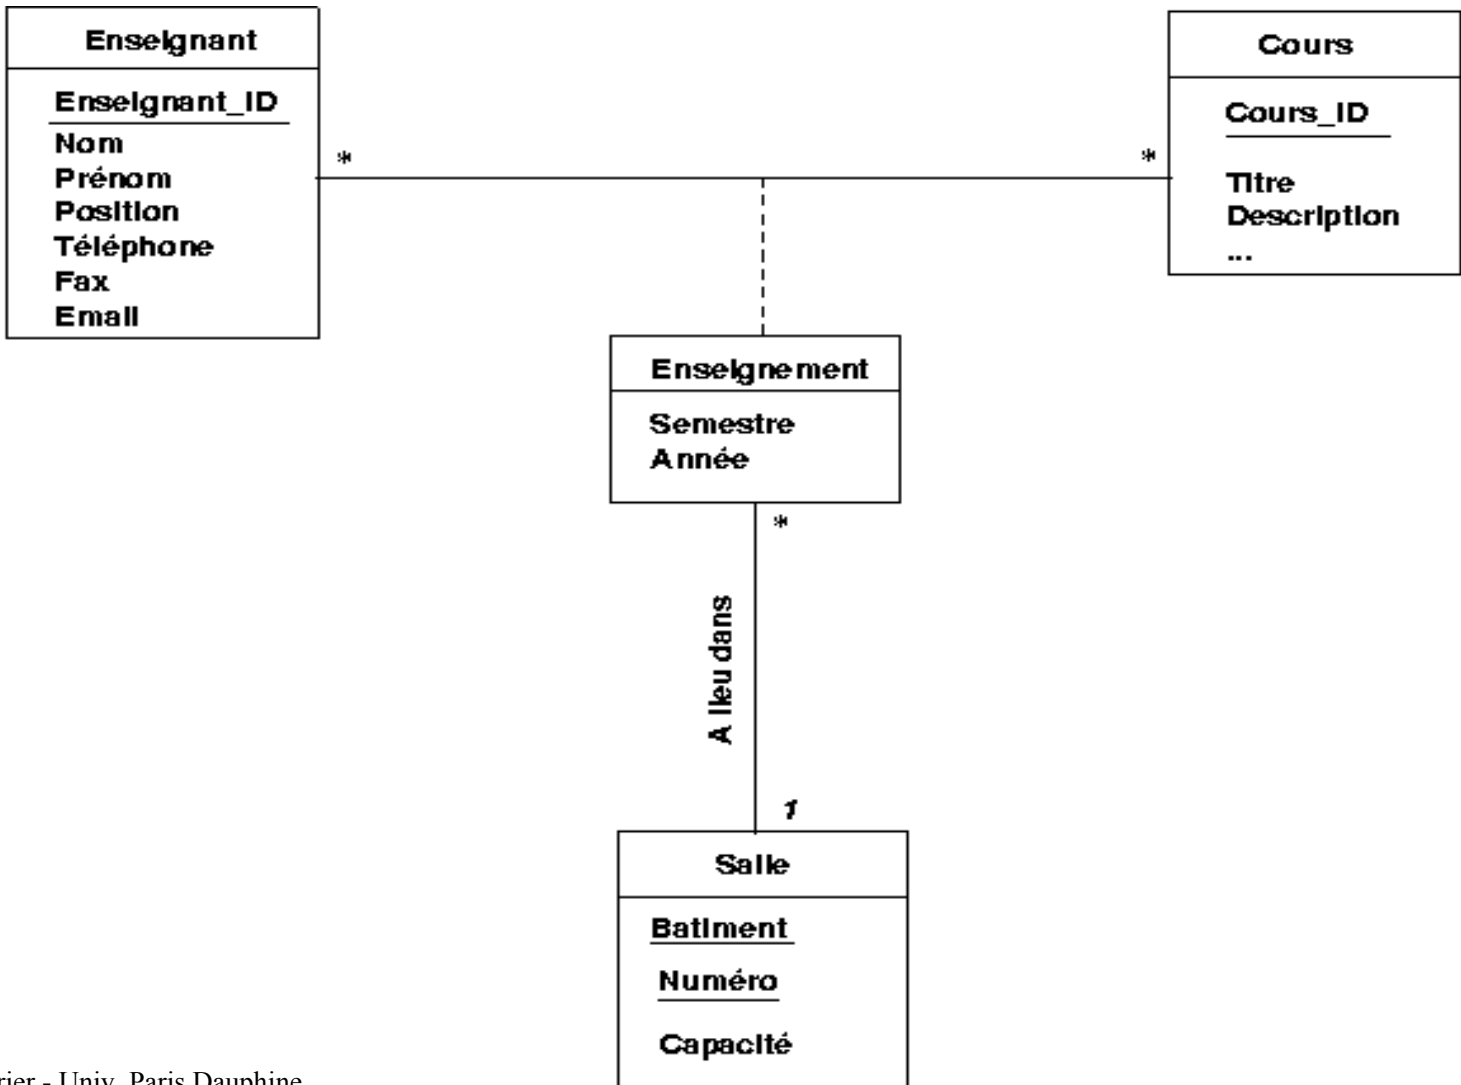 Enseignant
Enseignant_ID
Nom
Prénom
Position
Téléphone
Fax
Email
*
*
Cours
Cours_ID
Titre
Description
...
Enseignement
Semestre
Année
*
A lieu dans
1
Salle
Batiment
Numéro
Capacité
- Univ. Paris Dauphine